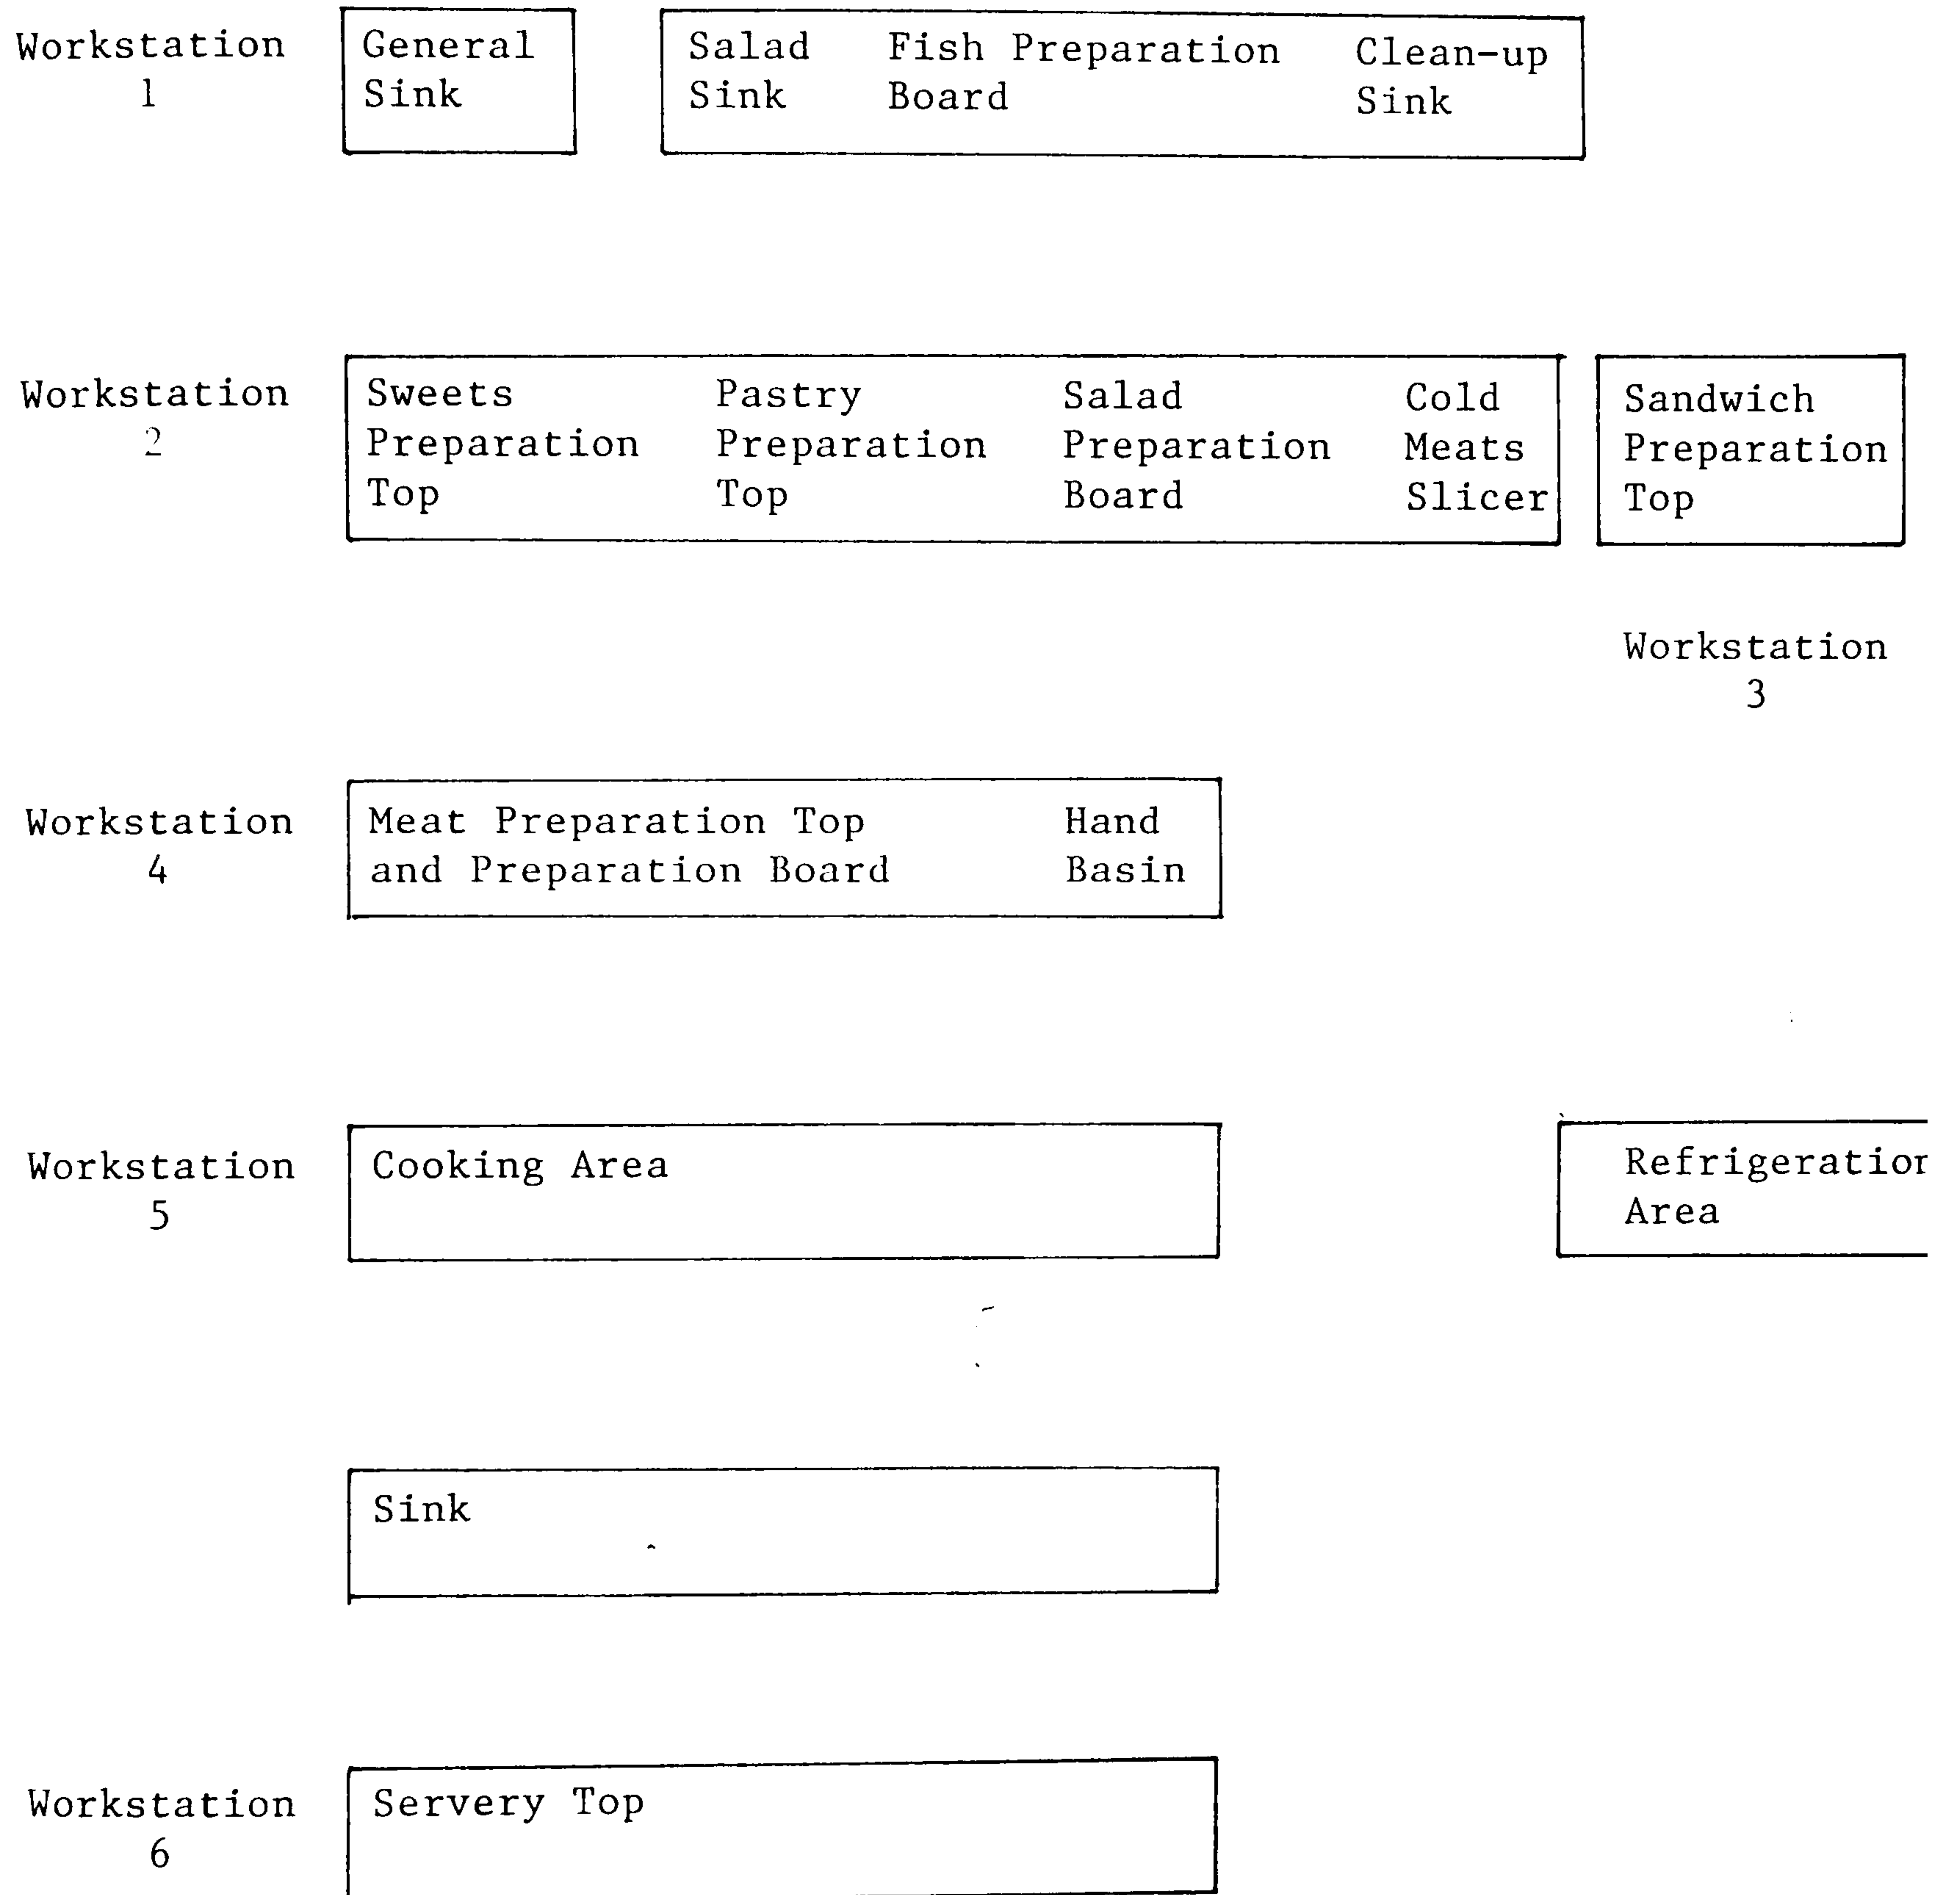 Workstation
1
General
Sink
Salad
Sink
Fish Preparation
Board
Clean-up
Sink
Workstation
2
Sweets
Preparation
Top
Pastry
Preparation
Top
Salad
Preparation
Board
Cold
Meats
Slicer
Sandwich
Preparation
Top
Workstation
3
Workstation
4
Meat Preparation Top
and Preparation Board
Hand
Basin
Workstation
5
Cooking Area
Refrigeration
Area
Sink
Workstation
6
Servery Top